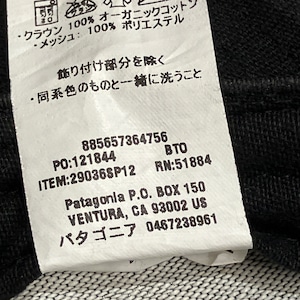 ・クラウン 100% オーガニックコットン
・メッシュ: 100% ポリエステル
飾り付け部分を除く
・同系色のものと一緒に洗うこと
885657364756
PO:121844 BTO
ITEM:29036SP12 RN:51884
Patagonia P.O. BOX 150
VENTURA, CA 93002 US
パタゴニア 0467238961